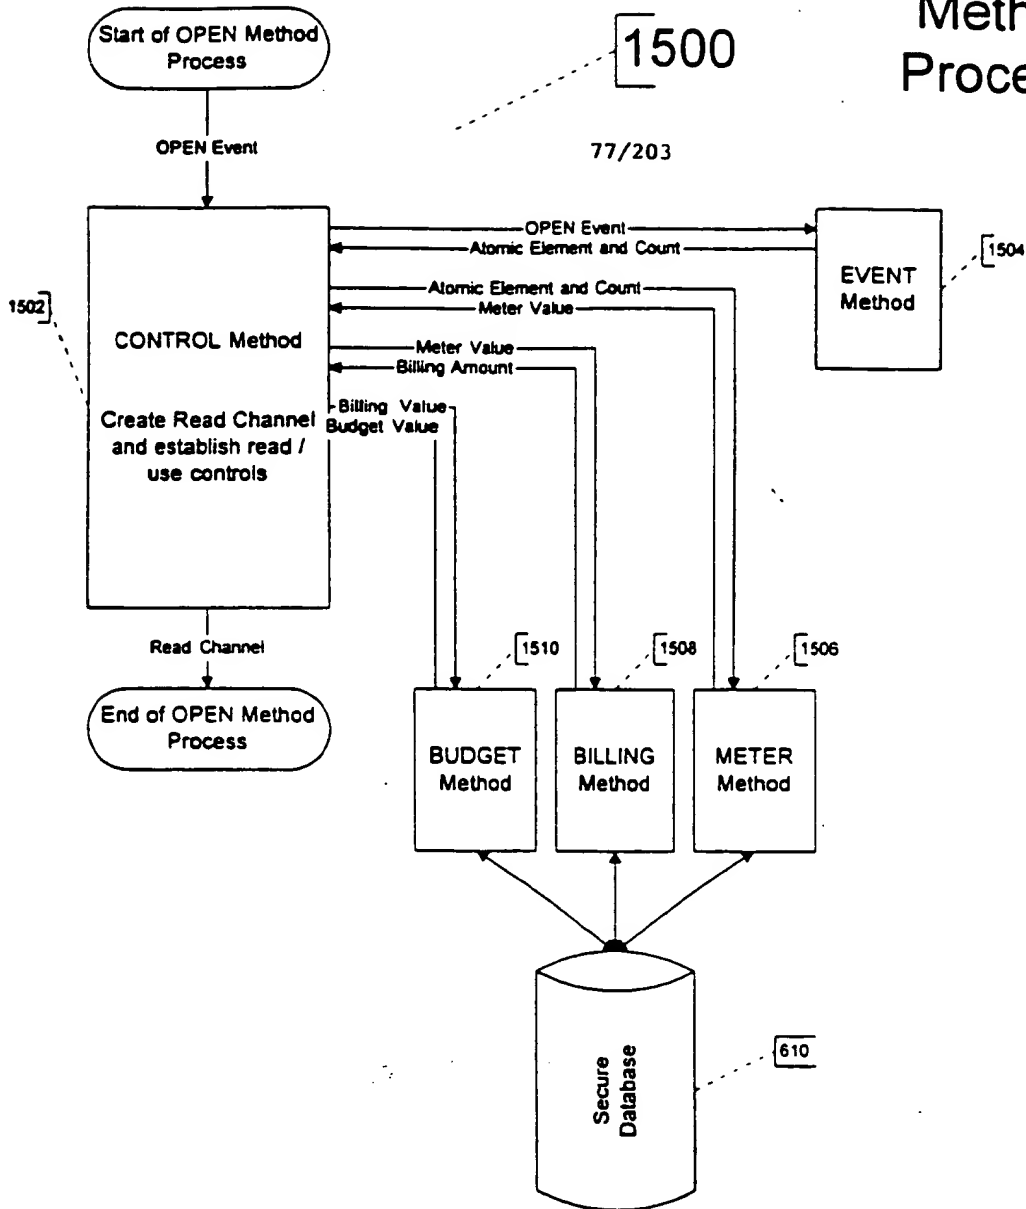 Start of OPEN Method
Process
1500
OPEN Event
77/203
OPEN Event
Atomic Element and Count
1504
EVENT
Method
1502
CONTROL Method
Create Read Channel
and establish read /
use controls
Atomic Element and Count
Meter Value
Meter Value
Billing Amount
Billing Value
Budget Value
Read Channel
End of OPEN Method
Process
1510
1508
1506
BUDGET
Method
BILLING
Method
METER
Method
Secure
Database
610